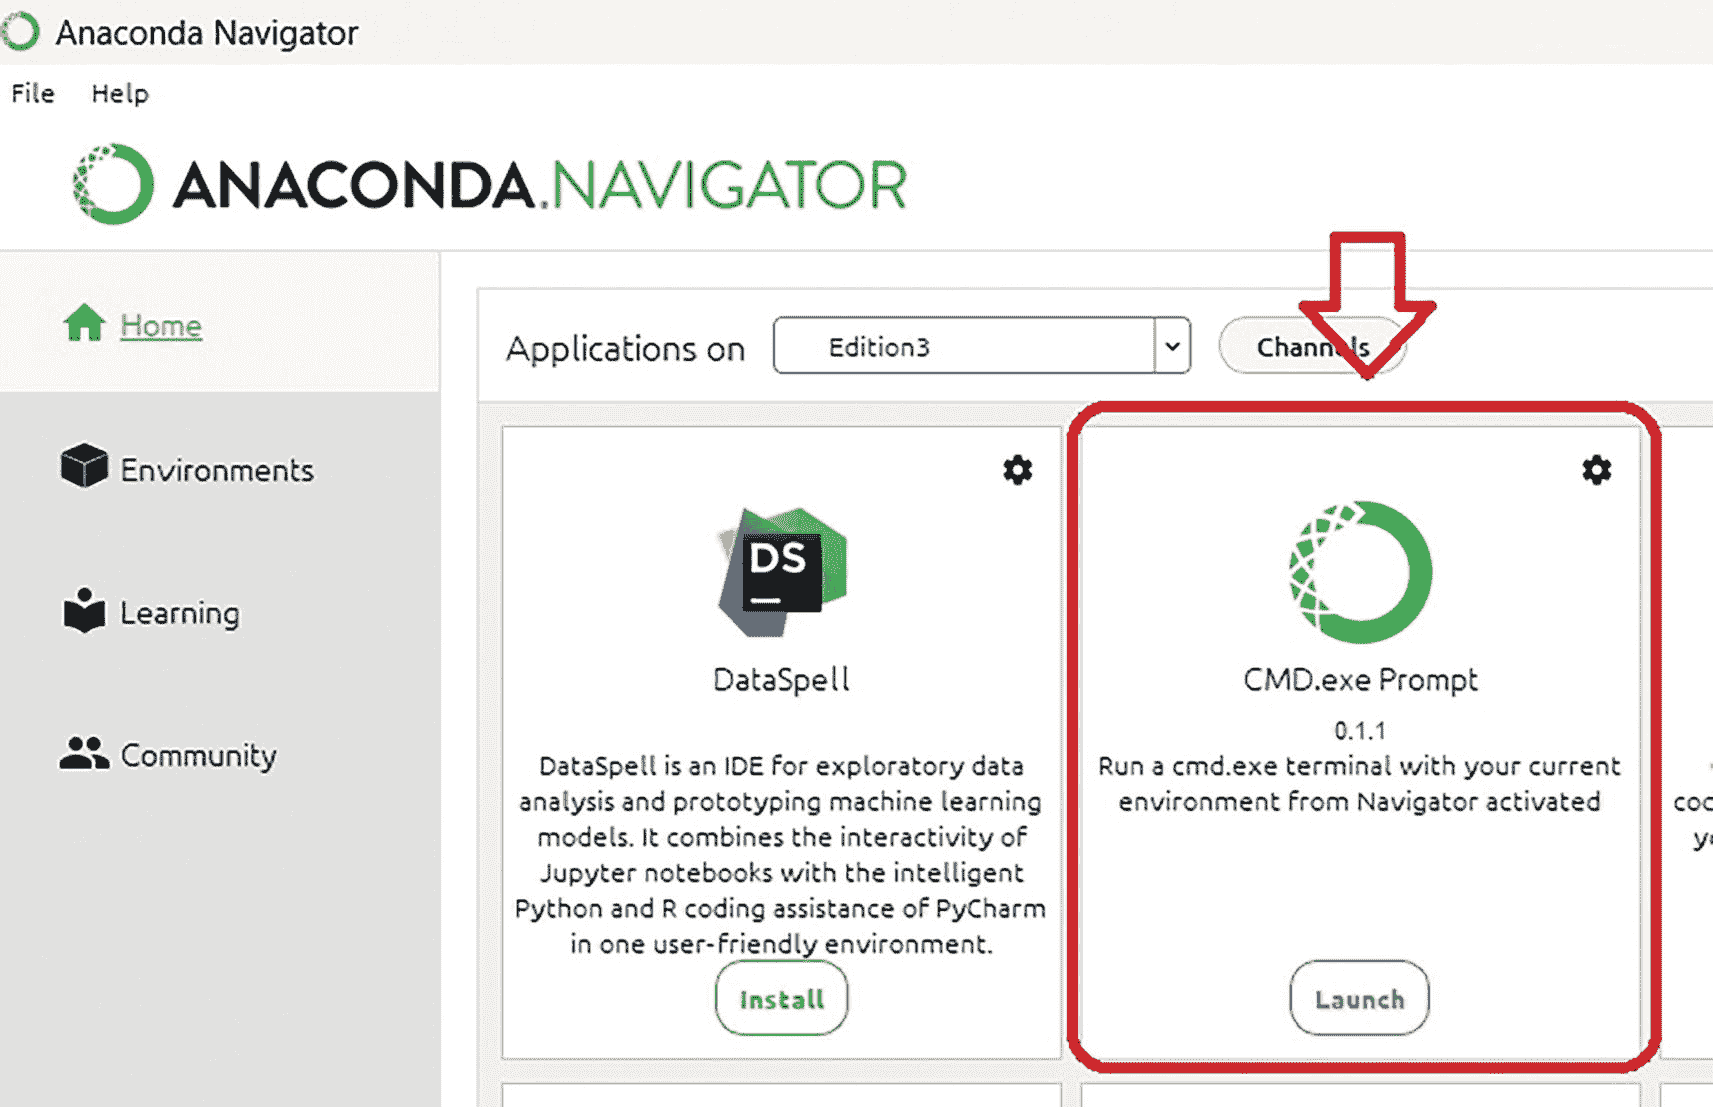 Anaconda Navigator
File Help
ANACONDA.NAVIGATOR
Home
Environments
Learning
Community
Applications on Edition3 Channels
DS
DataSpell
DataSpell is an IDE for exploratory data
analysis and prototyping machine learning
models. It combines the interactivity of
Jupyter notebooks with the intelligent
Python and R coding assistance of PyCharm
in one user-friendly environment.
Install
CMD.exe Prompt
0.1.1
Run a cmd.exe terminal with your current
environment from Navigator activated
Launch